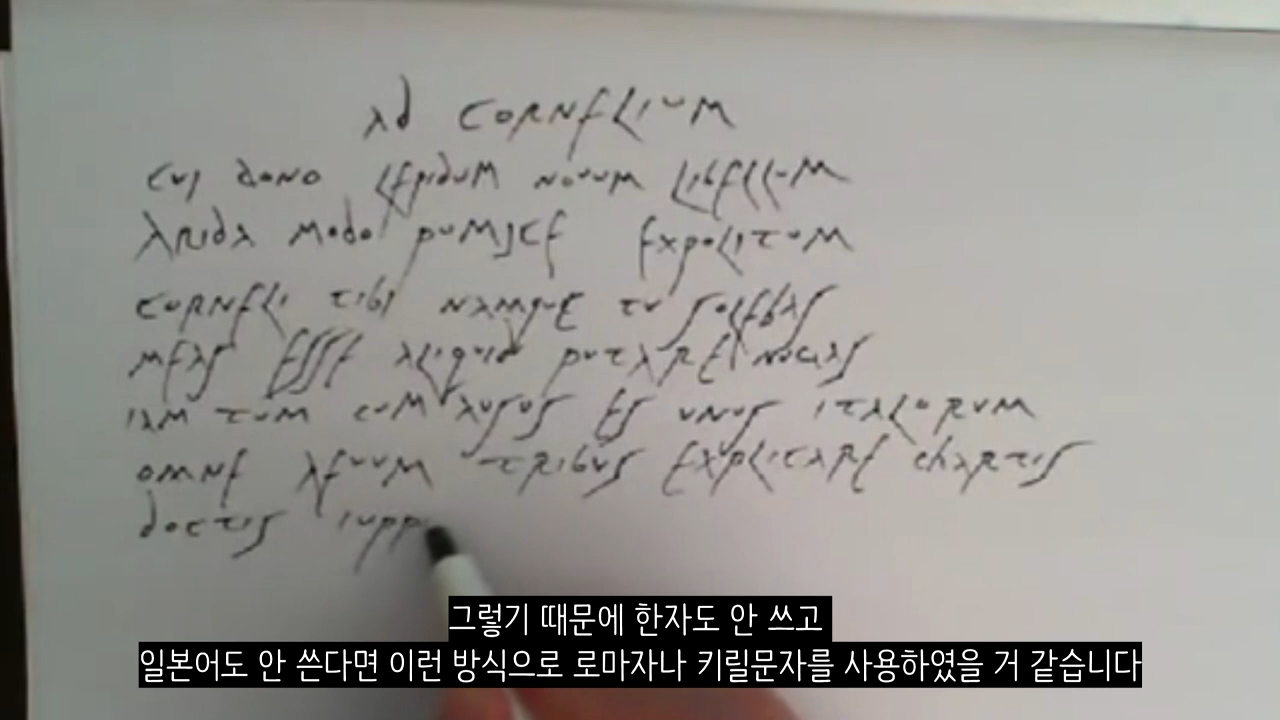 ad cornelium
cui dono lepidum novum libellum
arida modo pumice expolitum
corneli tibi namque tu solebas
meas esse aliquid putare nugas
iam tum cum ausus es unus italorum
omne aevum tribus explicare chartis
doctis iuppi
그렇기 때문에 한자도 안 쓰고
일본어도 안 쓴다면 이런 방식으로 로마자나 키릴문자를 사용하였을 거 같습니다